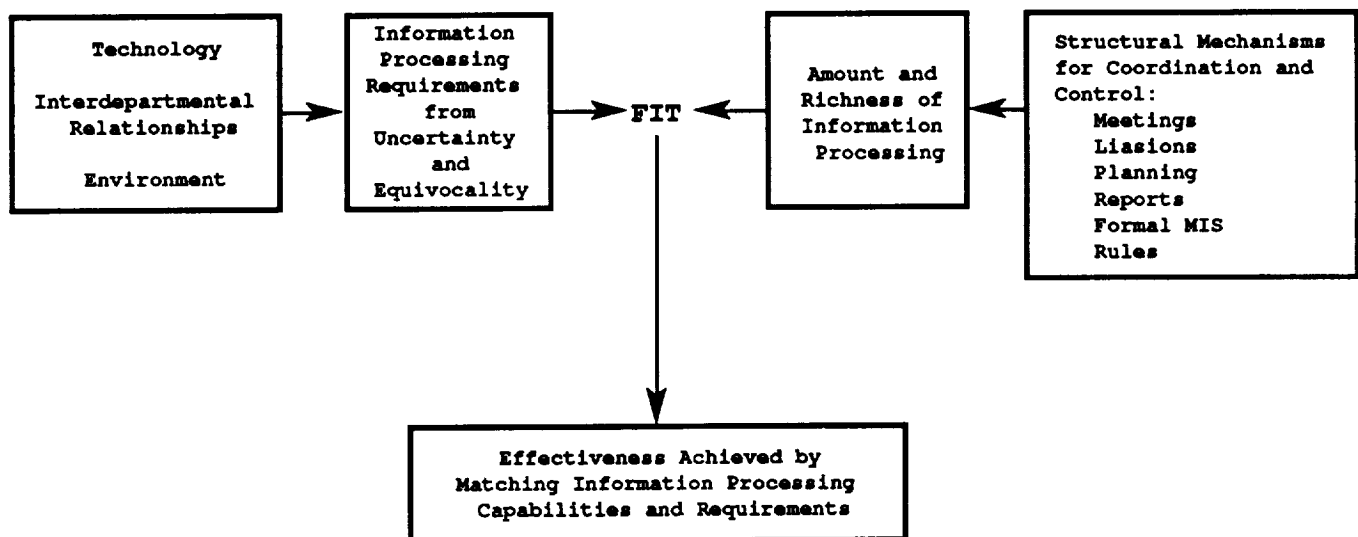 Technology
Interdepartmental
Relationships
Environment
Information
Processing
Requirements
from
Uncertainty
and
Equivocality
FIT
Amount and
Richness of
Information
Processing
Structural Mechanisms
for Coordination and
Control:
Meetings
Liasions
Planning
Reports
Formal MIS
Rules
Effectiveness Achieved by
Matching Information Processing
Capabilities and Requirements